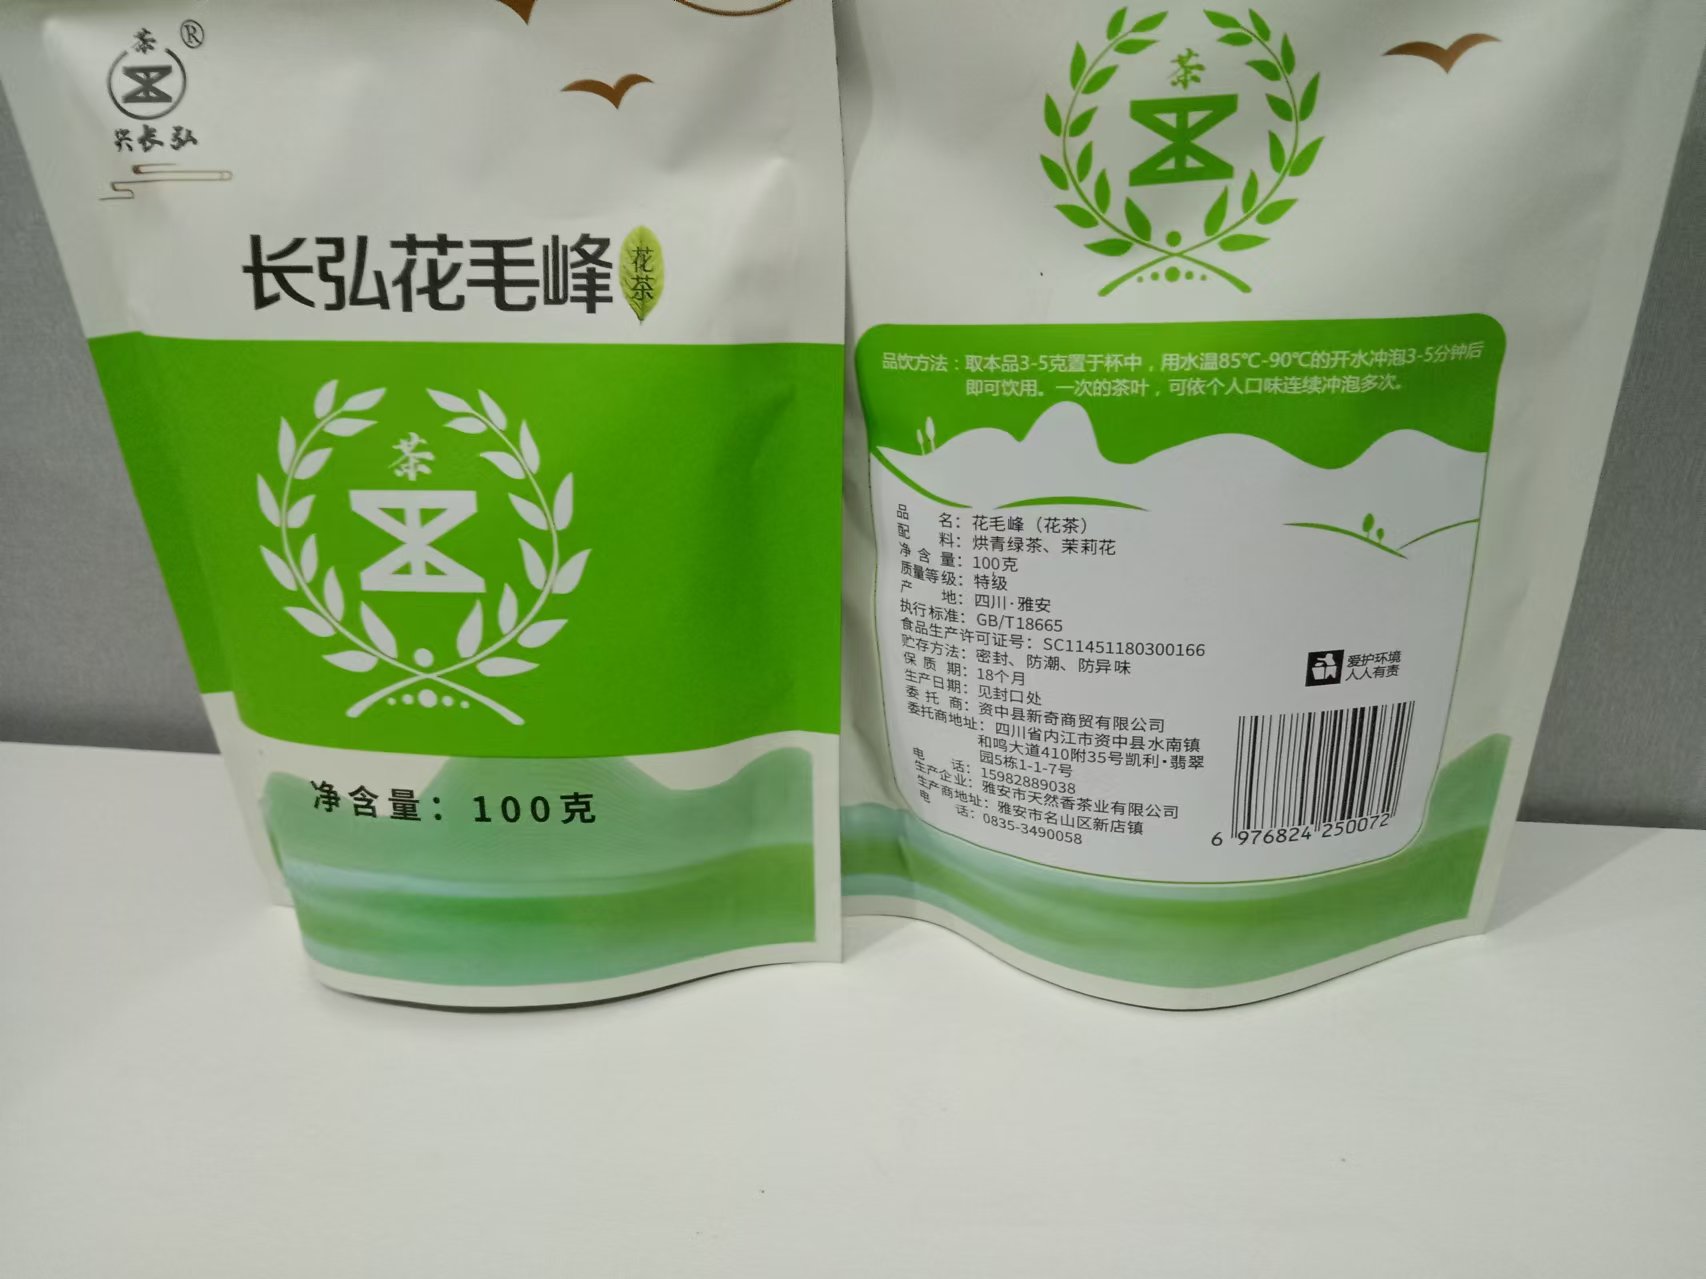 茶
®
兴长弘
长弘花毛峰
花茶
茶
净含量：100克
茶
品饮方法：取本品3-5克置于杯中，用水温85℃-90℃的开水冲泡3-5分钟后
即可饮用。一次的茶叶，可依个人口味连续冲泡多次。
品名：花毛峰（花茶）
配料：烘青绿茶、茉莉花
净含量：100克
质量等级：特级
产地：四川·雅安
执行标准：GB/T18665
食品生产许可证号：SC11451180300166
贮存方法：密封、防潮、防异味
保质期：18个月
生产日期：见封口处
委托商：资中县新奇商贸有限公司
委托商地址：四川省内江市资中县水南镇
和鸣大道410附35号凯利·翡翠
园5栋1-1-7号
电话：15982889038
生产企业：雅安市天然香茶业有限公司
生产商地址：雅安市名山区新店镇
电话：0835-3490058
爱护环境
人人有责
6 976824 250072